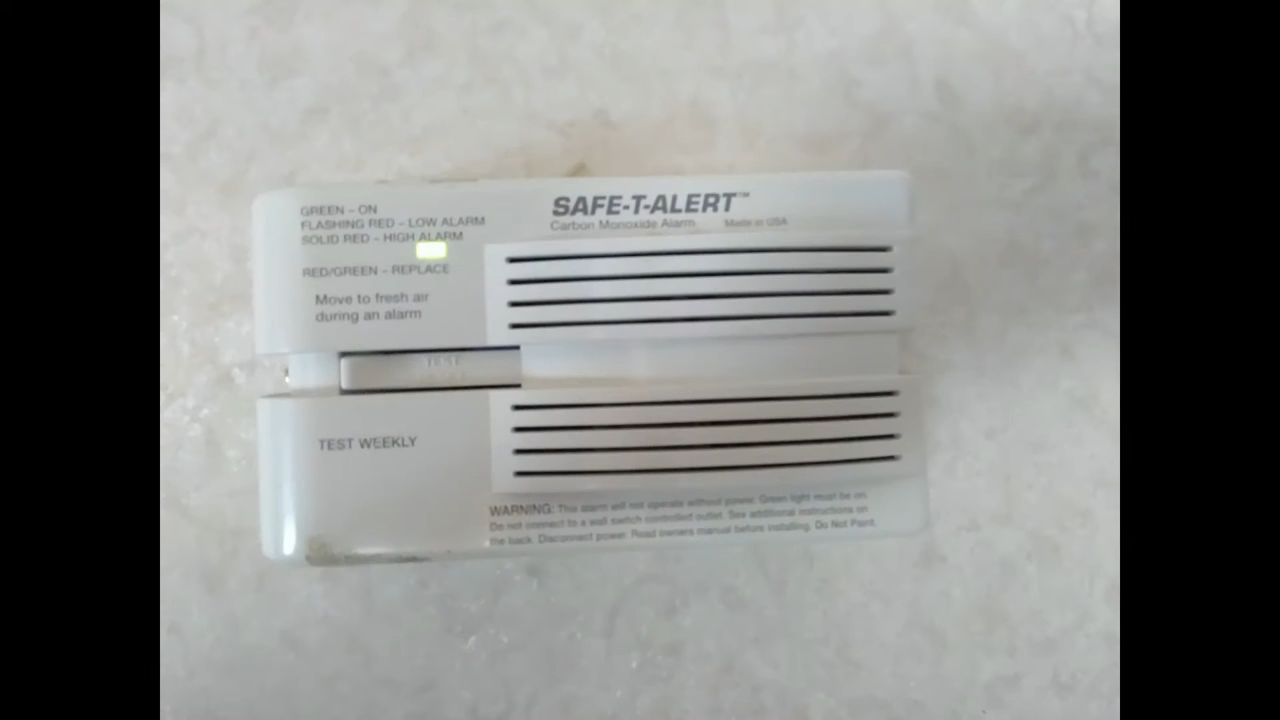 GREEN – ON
FLASHING RED – LOW ALARM
SOLID RED – HIGH ALARM
RED/GREEN – REPLACE
Move to fresh air
during an alarm
SAFE-T-ALERT™
Carbon Monoxide Alarm Made in USA
TEST
TEST WEEKLY
WARNING: This alarm will not operate without power. Green light must be on.
Do not connect to a wall switch controlled outlet. See additional instructions on
the back. Disconnect power. Read owners manual before installing. Do Not Paint.